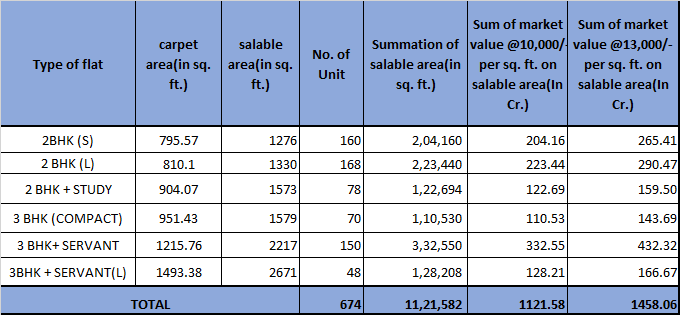 Type of flat | carpet area(in sq. ft.) | salable area(in sq. ft.) | No. of Unit | Summation of salable area(in sq. ft.) | Sum of market value @10,000/- per sq. ft. on salable area(In Cr.) | Sum of market value @13,000/- per sq. ft. on salable area(In Cr.)
2BHK (S) | 795.57 | 1276 | 160 | 2,04,160 | 204.16 | 265.41
2 BHK (L) | 810.1 | 1330 | 168 | 2,23,440 | 223.44 | 290.47
2 BHK + STUDY | 904.07 | 1573 | 78 | 1,22,694 | 122.69 | 159.50
3 BHK (COMPACT) | 951.43 | 1579 | 70 | 1,10,530 | 110.53 | 143.69
3 BHK+ SERVANT | 1215.76 | 2217 | 150 | 3,32,550 | 332.55 | 432.32
3BHK + SERVANT(L) | 1493.38 | 2671 | 48 | 1,28,208 | 128.21 | 166.67
TOTAL | 674 | 11,21,582 | 1121.58 | 1458.06